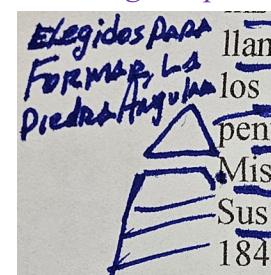 Elegidos PARA
FORMAR, LA
PiedRA ANgulAR
llan
los
pen
Mis
Sus
184